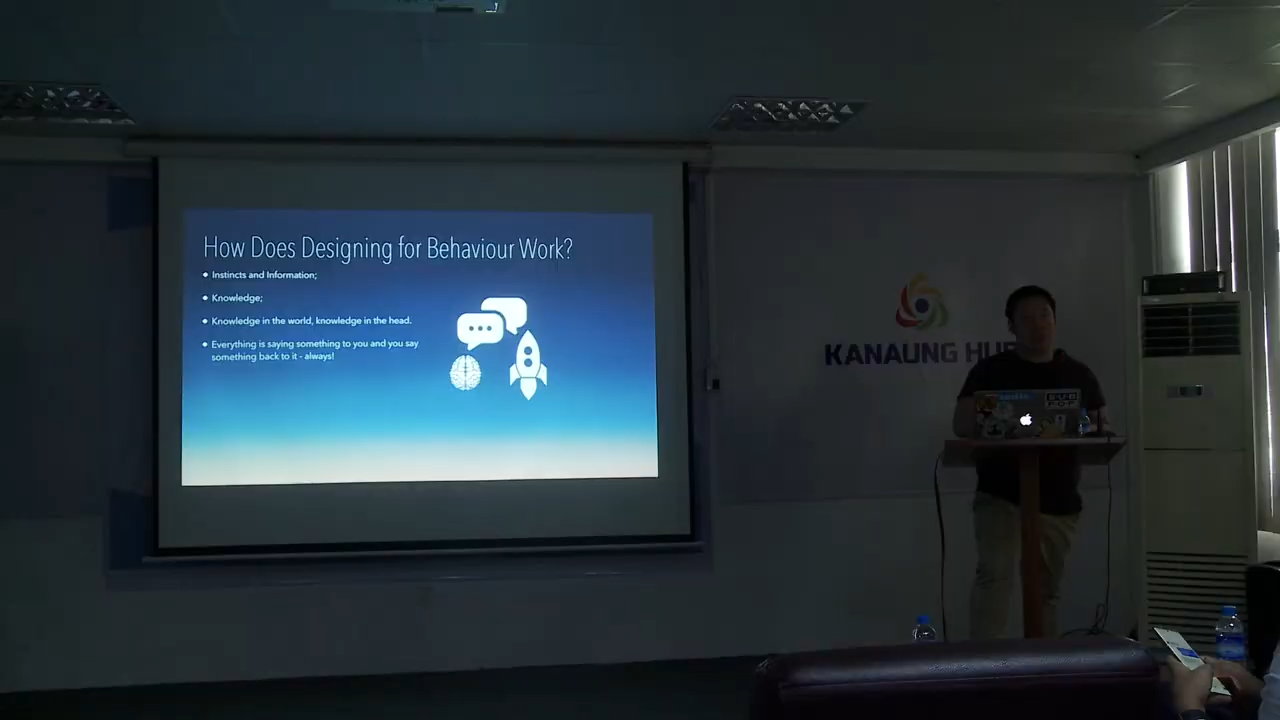 How Does Designing for Behaviour Work?
Instincts and Information;
Knowledge;
Knowledge in the world, knowledge in the head.
Everything is saying something to you and you say
something back to it - always!
KANAUNG HUB